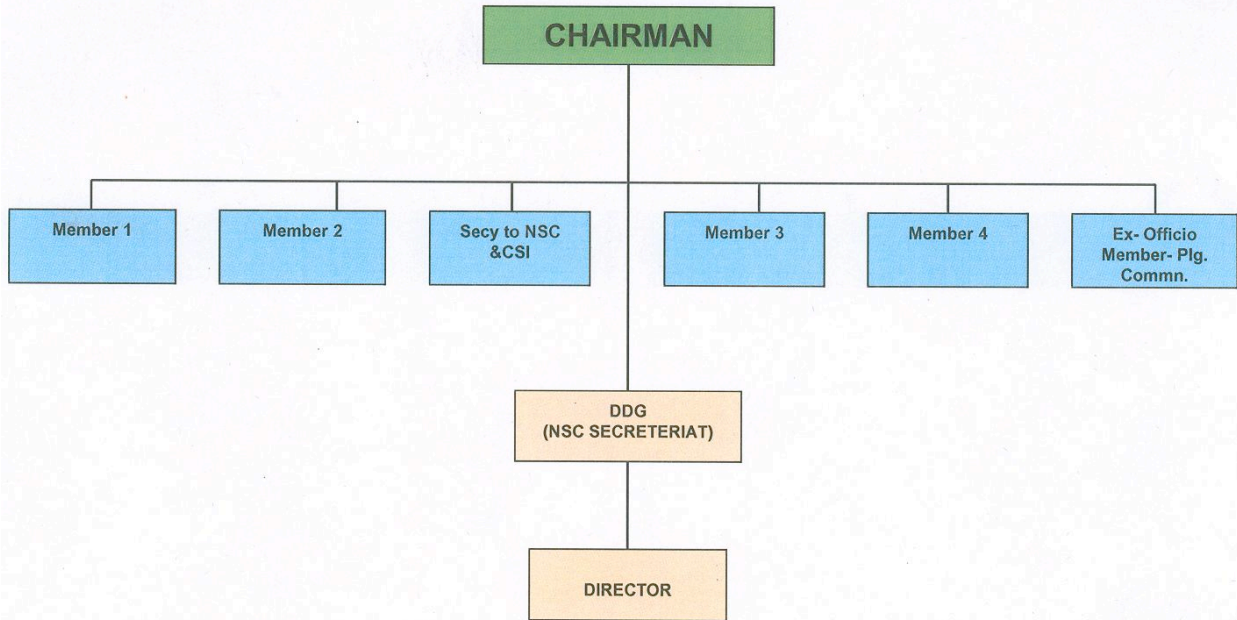 CHAIRMAN
Member 1
Member 2
Secy to NSC
&CSI
Member 3
Member 4
Ex- Officio
Member- Plg.
Commn.
DDG
(NSC SECRETERIAT)
DIRECTOR